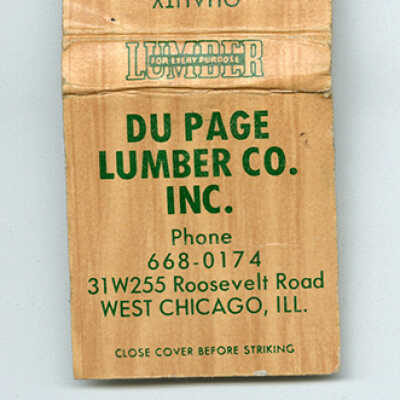 QUALITY
LUMBER
FOR EVERY PURPOSE
DU PAGE
LUMBER CO.
INC.
Phone
668-0174
31W255 Roosevelt Road
WEST CHICAGO, ILL.
CLOSE COVER BEFORE STRIKING